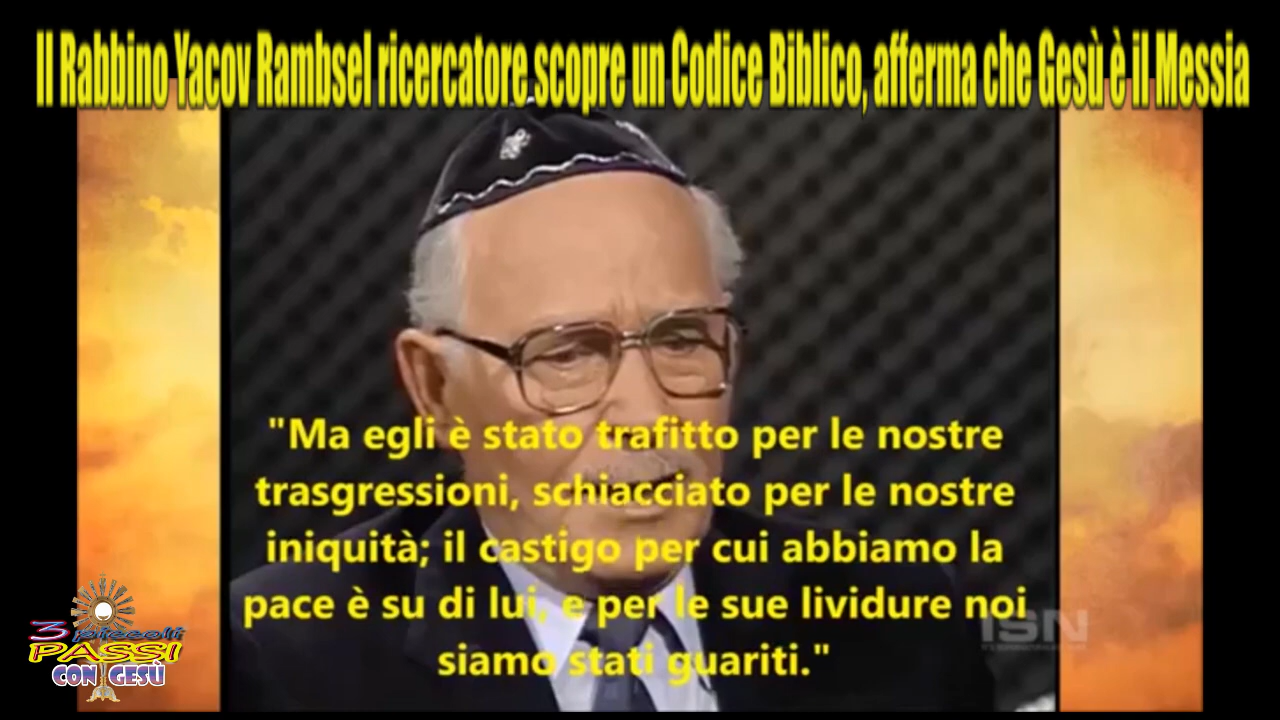 Il Rabbino Yacov Rambsel ricercatore scopre un Codice Biblico, afferma che Gesù è il Messia
"Ma egli è stato trafitto per le nostre
trasgressioni, schiacciato per le nostre
iniquità; il castigo per cui abbiamo la
pace è su di lui, e per le sue lividure noi
siamo stati guariti."
ISN
3 piccoli
PASSI
CON GESÙ